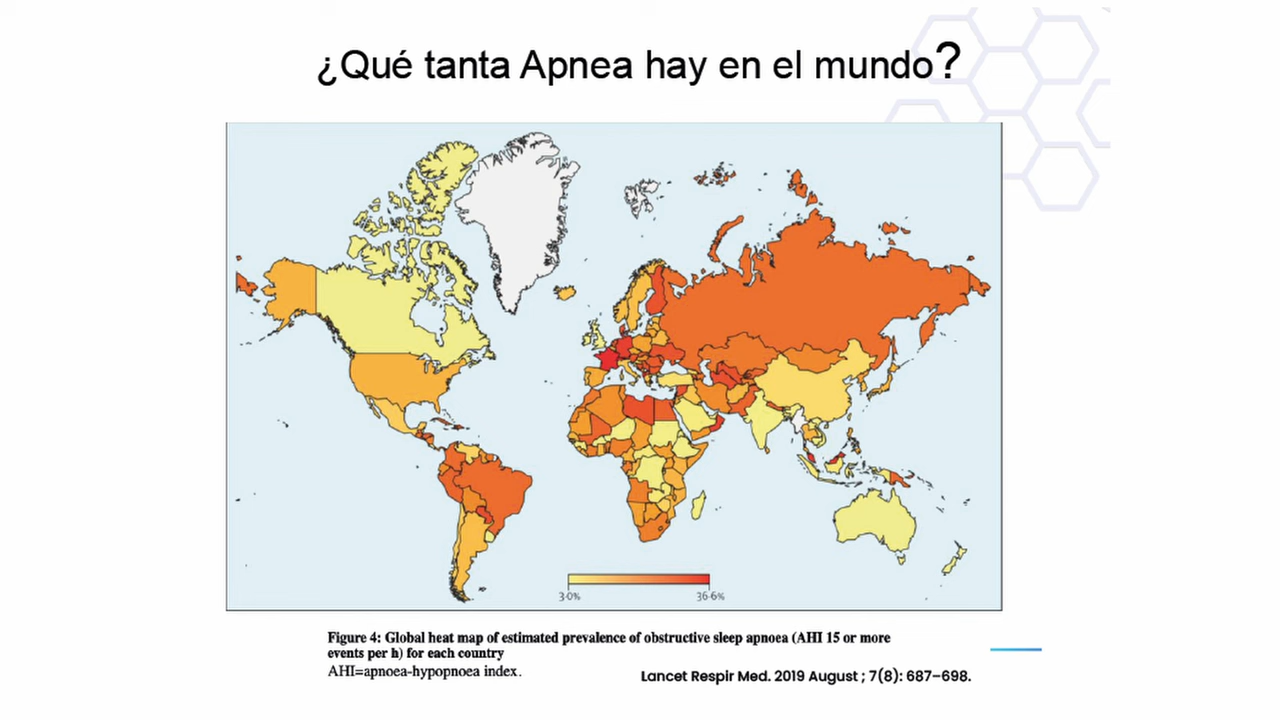 ¿Qué tanta Apnea hay en el mundo?
3·0%
36·6%
Figure 4: Global heat map of estimated prevalence of obstructive sleep apnoea (AHI 15 or more
events per h) for each country
AHI=apnoea-hypopnoea index.
Lancet Respir Med. 2019 August ; 7(8): 687–698.